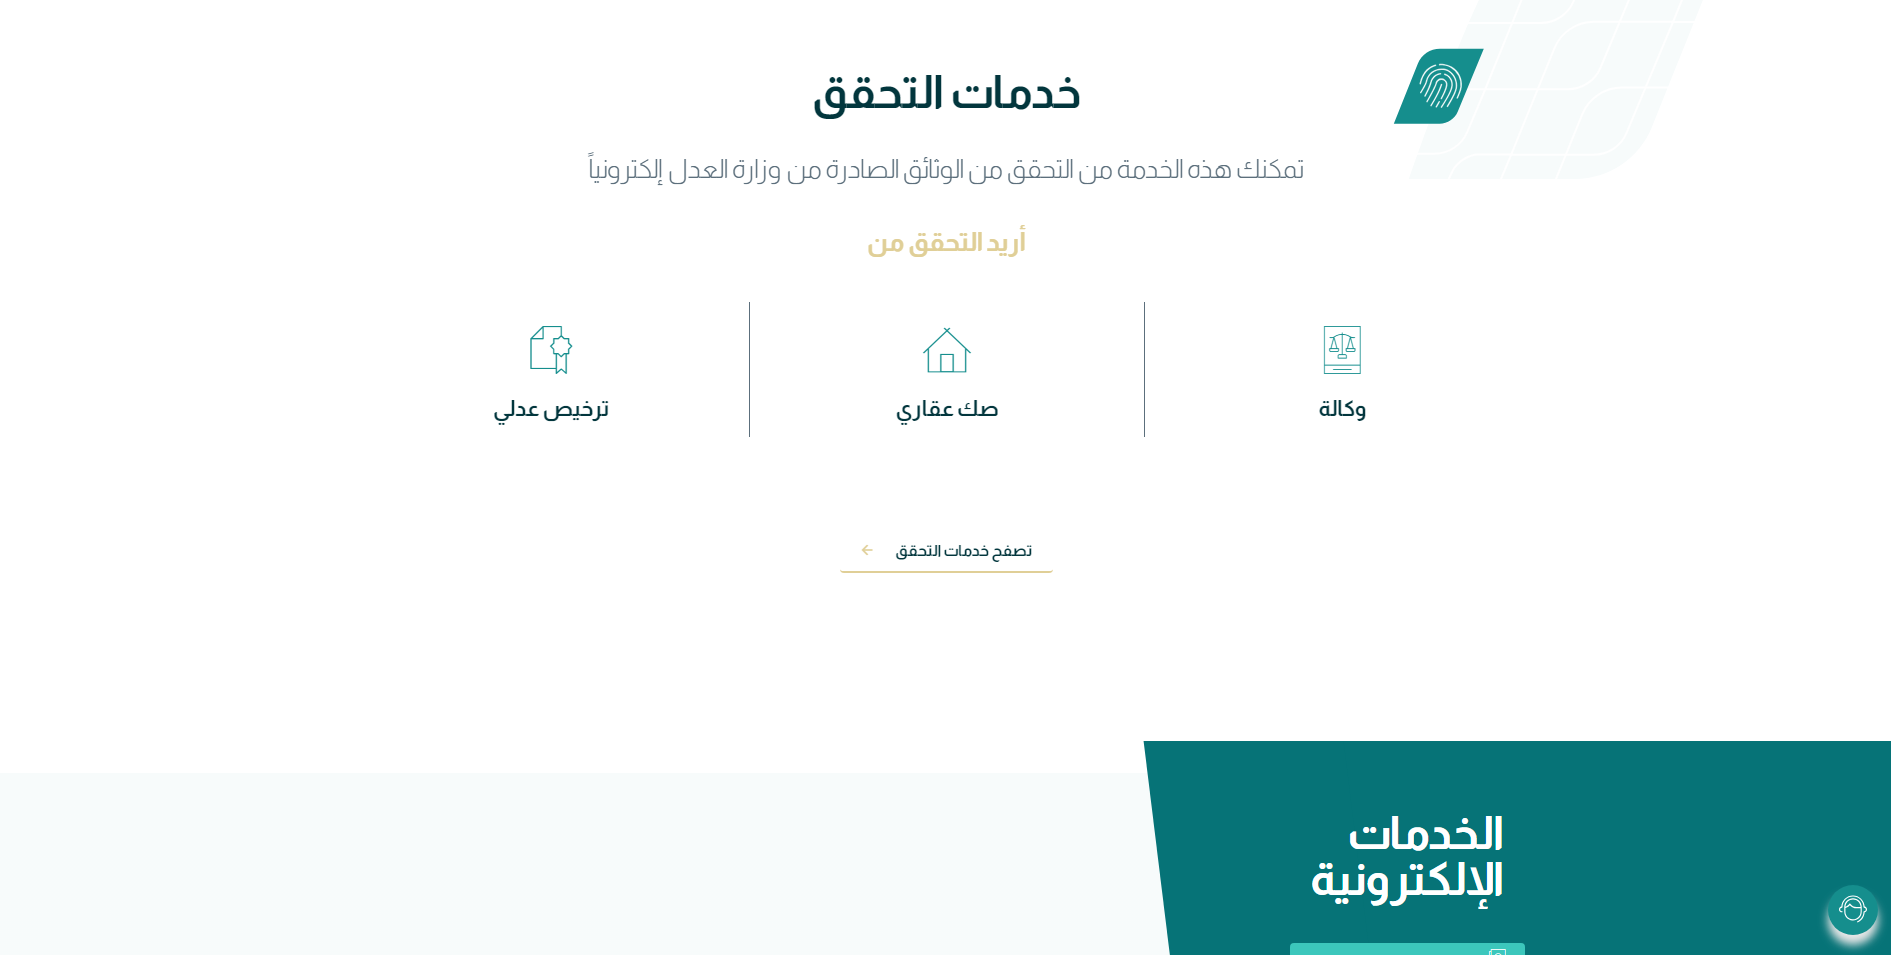 خدمات التحقق
تمكنك هذه الخدمة من التحقق من الوثائق الصادرة من وزارة العدل إلكترونياً
أريد التحقق من
وكالة
صك عقاري
ترخيص عدلي
تصفح خدمات التحقق
الخدمات
الإلكترونية